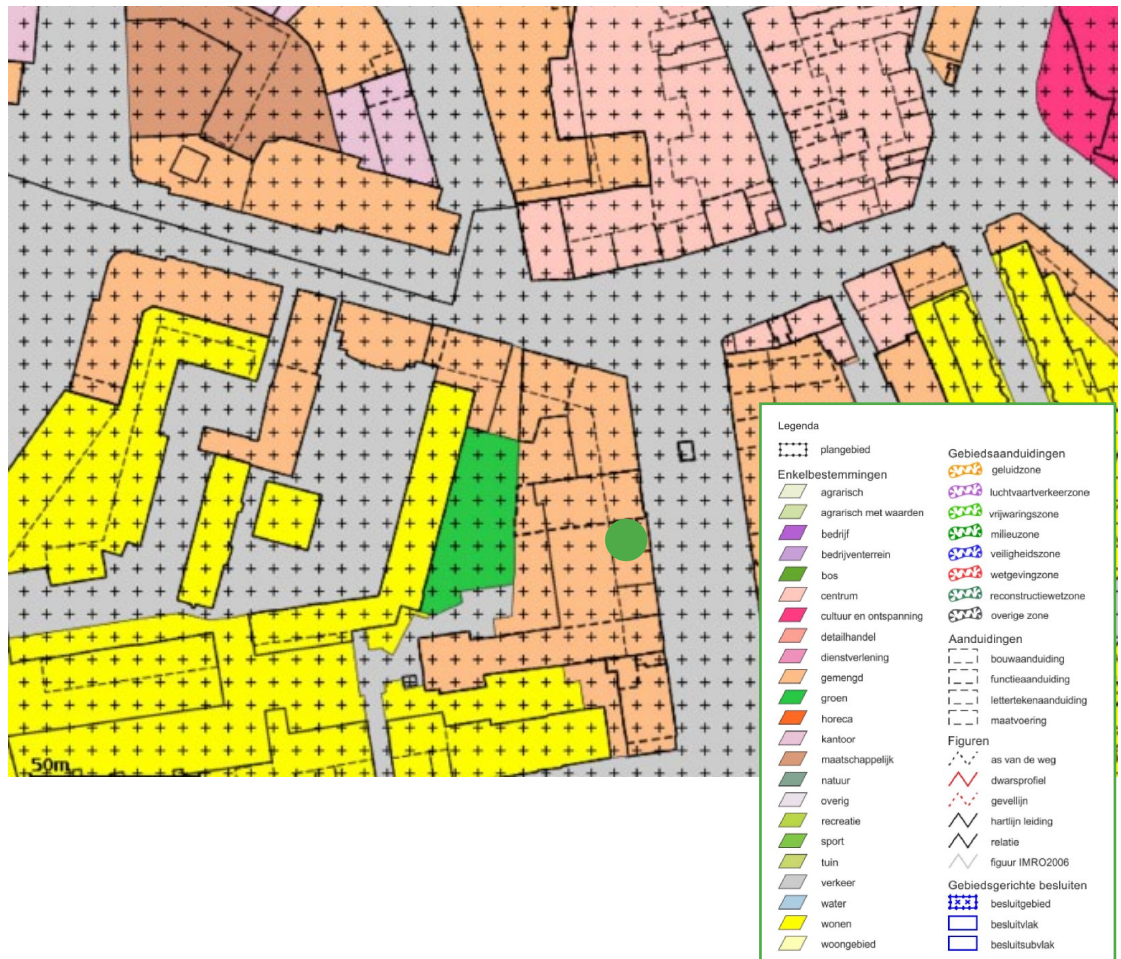 50m
Legenda
plangebied
Enkelbestemmingen
agrarisch
agrarisch met waarden
bedrijf
bedrijventerrein
bos
centrum
cultuur en ontspanning
detailhandel
dienstverlening
gemengd
groen
horeca
kantoor
maatschappelijk
natuur
overig
recreatie
sport
tuin
verkeer
water
wonen
woongebied
Gebiedsaanduidingen
geluidzone
luchtvaartverkeerzone
vrijwaringszone
milieuzone
veiligheidszone
wetgevingzone
reconstructiewetzone
overige zone
Aanduidingen
bouwaanduiding
functieaanduiding
lettertekenaanduiding
maatvoering
Figuren
as van de weg
dwarsprofiel
gevellijn
hartlijn leiding
relatie
figuur IMRO2006
Gebiedsgerichte besluiten
besluitgebied
besluitvlak
besluitsubvlak